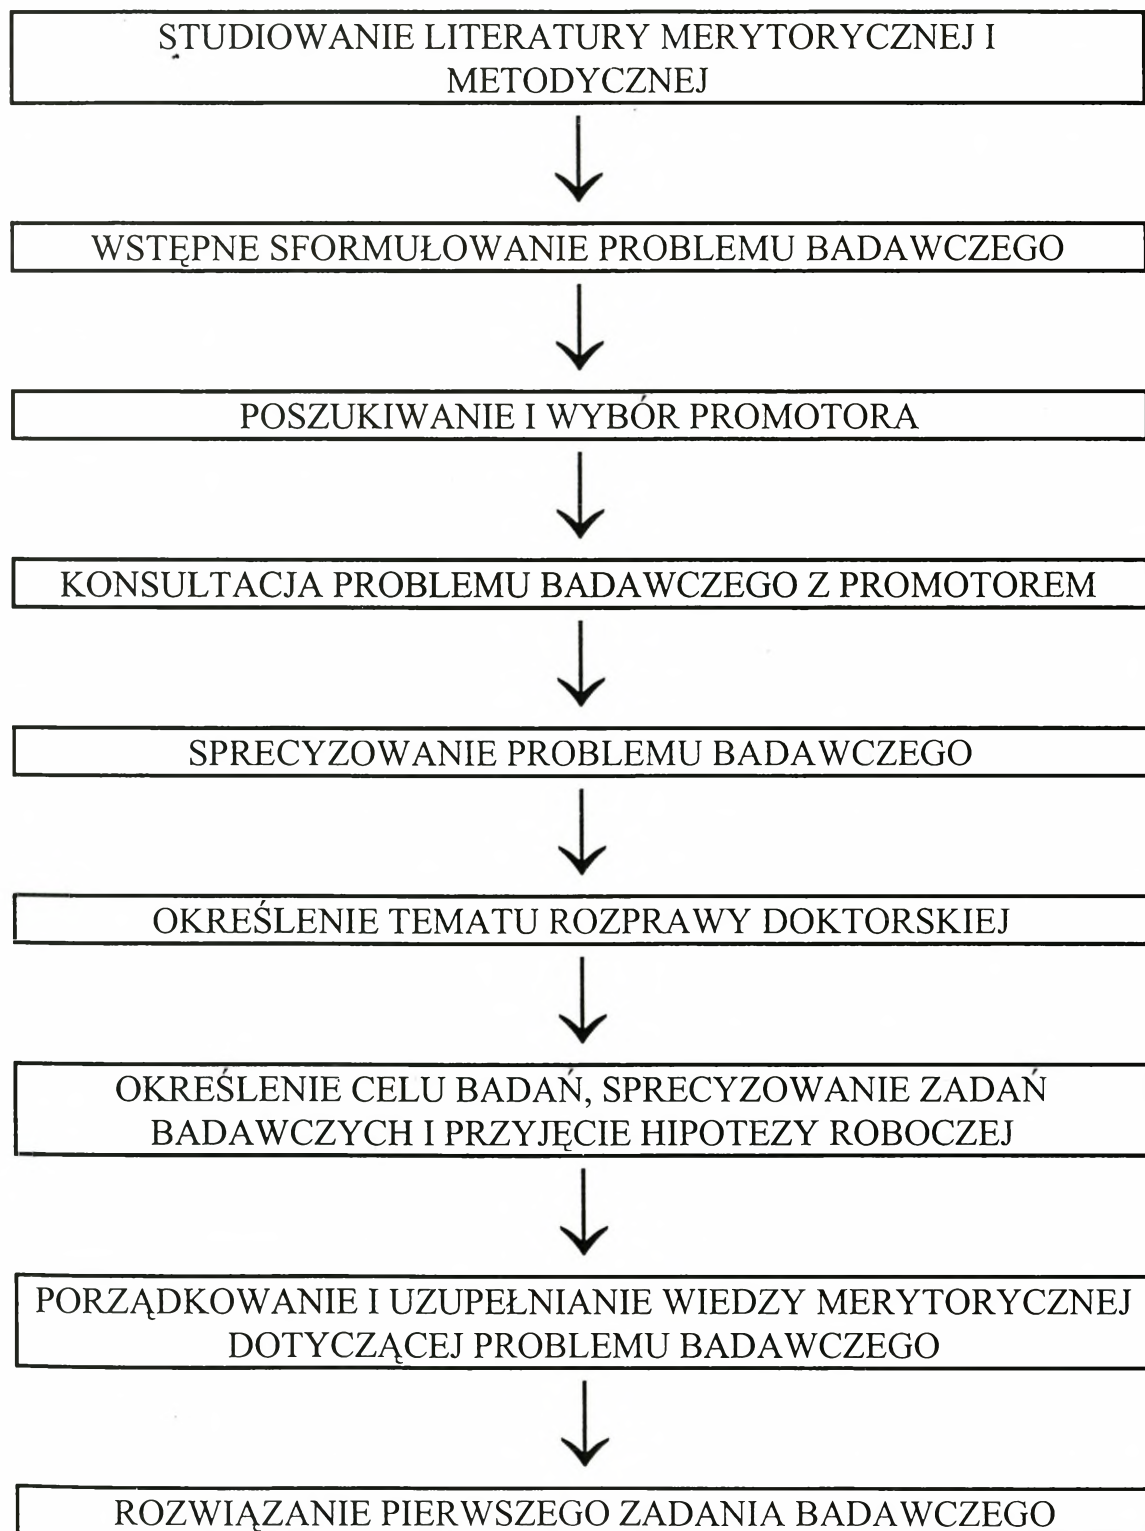 STUDIOWANIE LITERATURY MERYTORYCZNEJ I
METODYCZNEJ
WSTĘPNE SFORMUŁOWANIE PROBLEMU BADAWCZEGO
POSZUKIWANIE I WYBÓR PROMOTORA
KONSULTACJA PROBLEMU BADAWCZEGO Z PROMOTOREM
SPRECYZOWANIE PROBLEMU BADAWCZEGO
OKREŚLENIE TEMATU ROZPRAWY DOKTORSKIEJ
OKREŚLENIE CELU BADAŃ, SPRECYZOWANIE ZADAŃ
BADAWCZYCH I PRZYJĘCIE HIPOTEZY ROBOCZEJ
PORZĄDKOWANIE I UZUPEŁNIANIE WIEDZY MERYTORYCZNEJ
DOTYCZĄCEJ PROBLEMU BADAWCZEGO
ROZWIĄZANIE PIERWSZEGO ZADANIA BADAWCZEGO